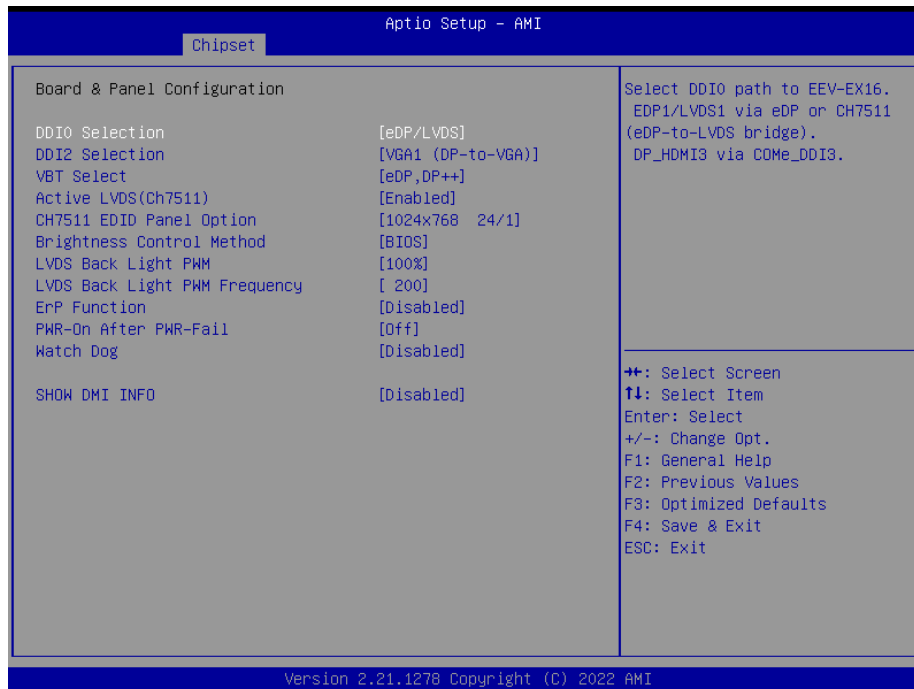 Aptio Setup – AMI
Chipset
Board & Panel Configuration
DDI0 Selection [eDP/LVDS]
DDI2 Selection [VGA1 (DP-to-VGA)]
VBT Select [eDP,DP++]
Active LVDS(Ch7511) [Enabled]
CH7511 EDID Panel Option [1024x768 24/1]
Brightness Control Method [BIOS]
LVDS Back Light PWM [100%]
LVDS Back Light PWM Frequency [ 200]
ErP Function [Disabled]
PWR-On After PWR-Fail [Off]
Watch Dog [Disabled]
SHOW DMI INFO [Disabled]
Select DDI0 path to EEV-EX16.
EDP1/LVDS1 via eDP or CH7511
(eDP-to-LVDS bridge).
DP_HDMI3 via COMe_DDI3.
→←: Select Screen
↑↓: Select Item
Enter: Select
+/-: Change Opt.
F1: General Help
F2: Previous Values
F3: Optimized Defaults
F4: Save & Exit
ESC: Exit
Version 2.21.1278 Copyright (C) 2022 AMI